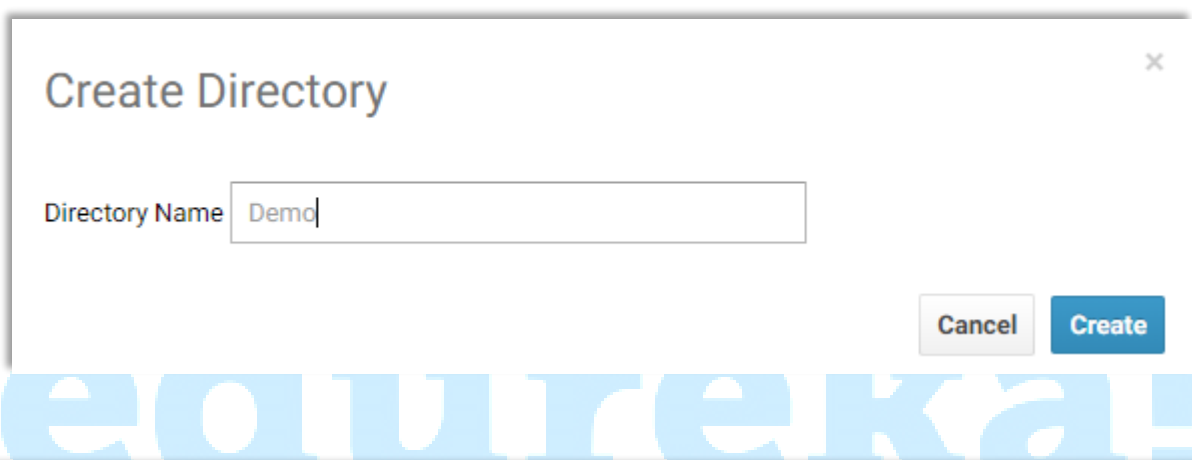 ×
Create Directory
Directory Name Demo
Cancel Create
edureka!